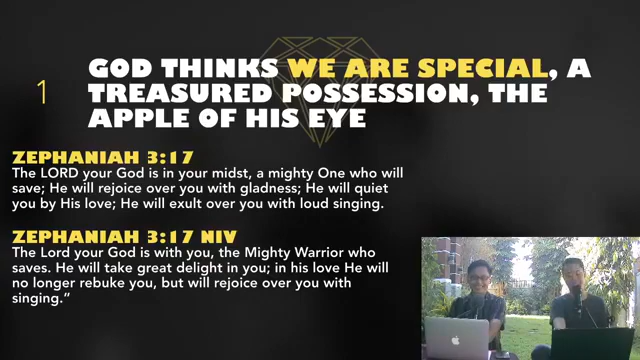 1
GOD THINKS WE ARE SPECIAL, A
TREASURED POSSESSION, THE
APPLE OF HIS EYE
ZEPHANIAH 3:17
The LORD your God is in your midst, a mighty One who will
save; He will rejoice over you with gladness; He will quiet
you by His love; He will exult over you with loud singing.
ZEPHANIAH 3:17 NIV
The Lord your God is with you, the Mighty Warrior who
saves. He will take great delight in you; in his love He will
no longer rebuke you, but will rejoice over you with
singing.”